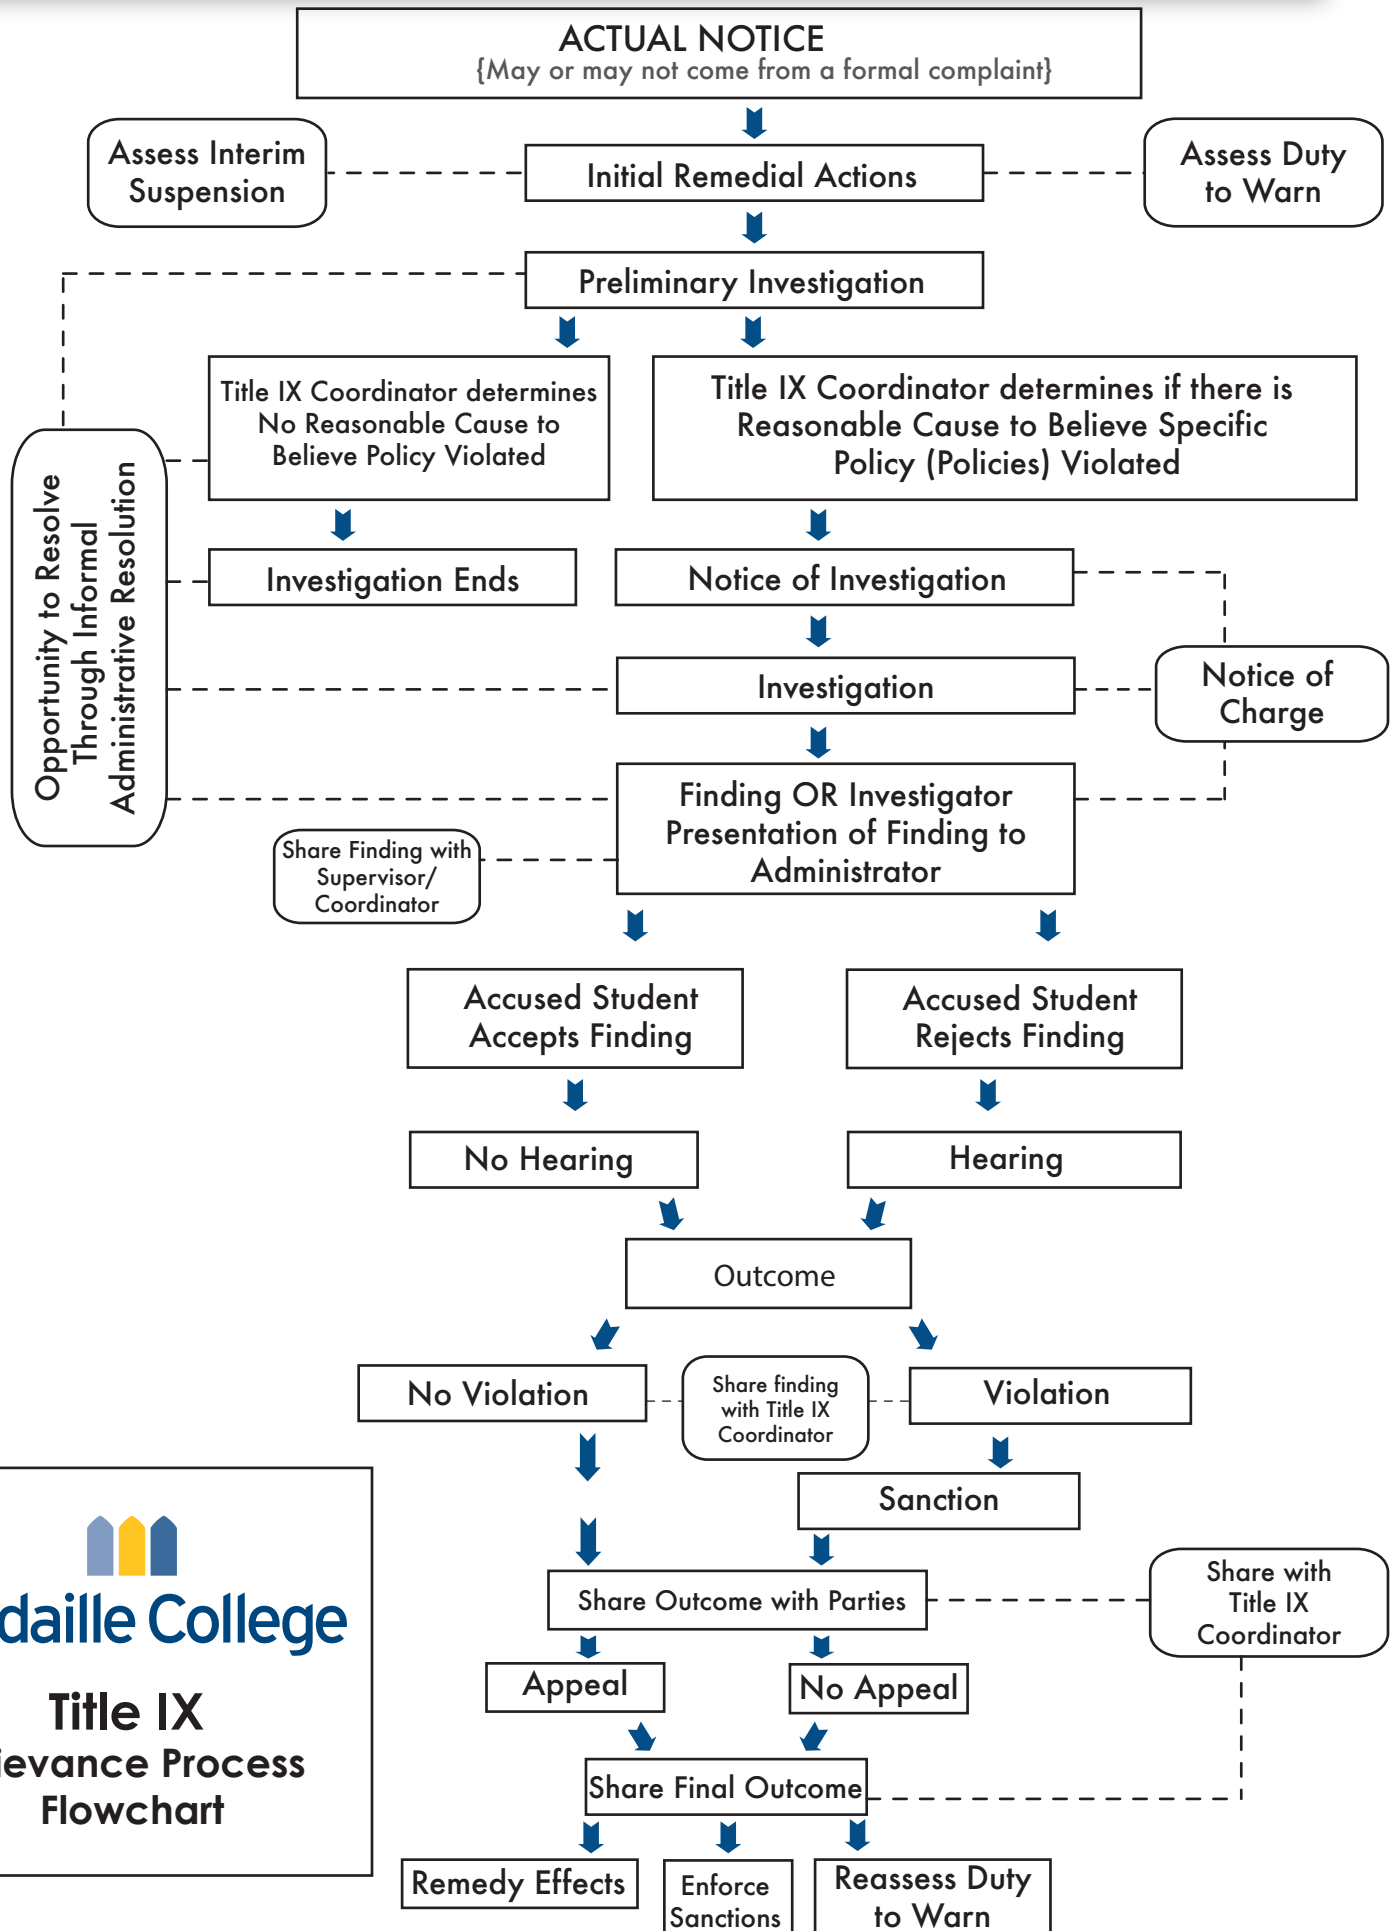 ACTUAL NOTICE
{May or may not come from a formal complaint}
Assess Interim
Suspension
Initial Remedial Actions
Assess Duty
to Warn
Preliminary Investigation
Title IX Coordinator determines
No Reasonable Cause to
Believe Policy Violated
Title IX Coordinator determines if there is
Reasonable Cause to Believe Specific
Policy (Policies) Violated
Opportunity to Resolve
Through Informal
Administrative Resolution
Investigation Ends
Notice of Investigation
Investigation
Notice of
Charge
Finding OR Investigator
Presentation of Finding to
Administrator
Share Finding with
Supervisor/
Coordinator
Accused Student
Accepts Finding
Accused Student
Rejects Finding
No Hearing
Hearing
Outcome
No Violation
Share finding
with Title IX
Coordinator
Violation
Sanction
Share Outcome with Parties
Share with
Title IX
Coordinator
Appeal
No Appeal
Share Final Outcome
Remedy Effects
Enforce
Sanctions
Reassess Duty
to Warn
daille College
Title IX
ievance Process
Flowchart